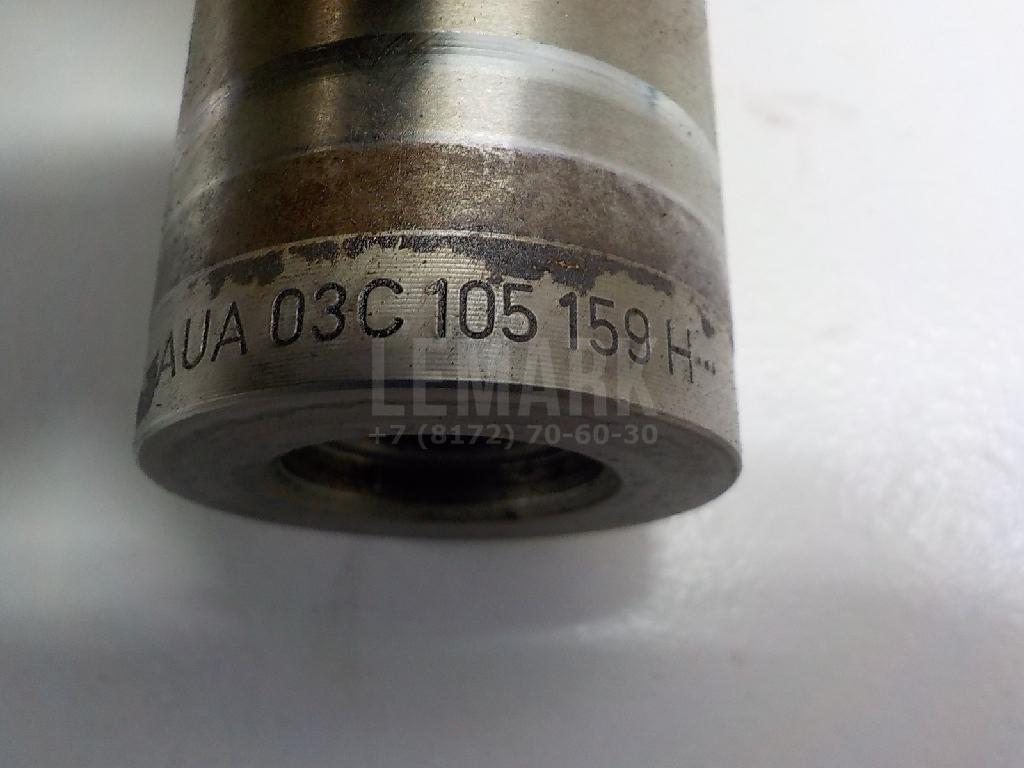 AUA 03C 105 159 H...
LEMARK
+7 (8172) 70-60-30